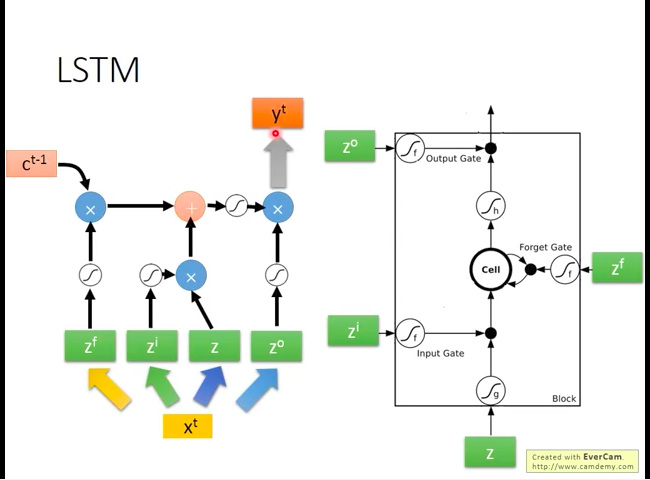 LSTM
y^t
c^t-1
×
+
×
×
z^f
z^i
z
z^o
x^t
z^o
f
Output Gate
h
Forget Gate
Cell
f
z^f
z^i
f
Input Gate
g
Block
z
Created with EverCam.
http://www.camdemy.com